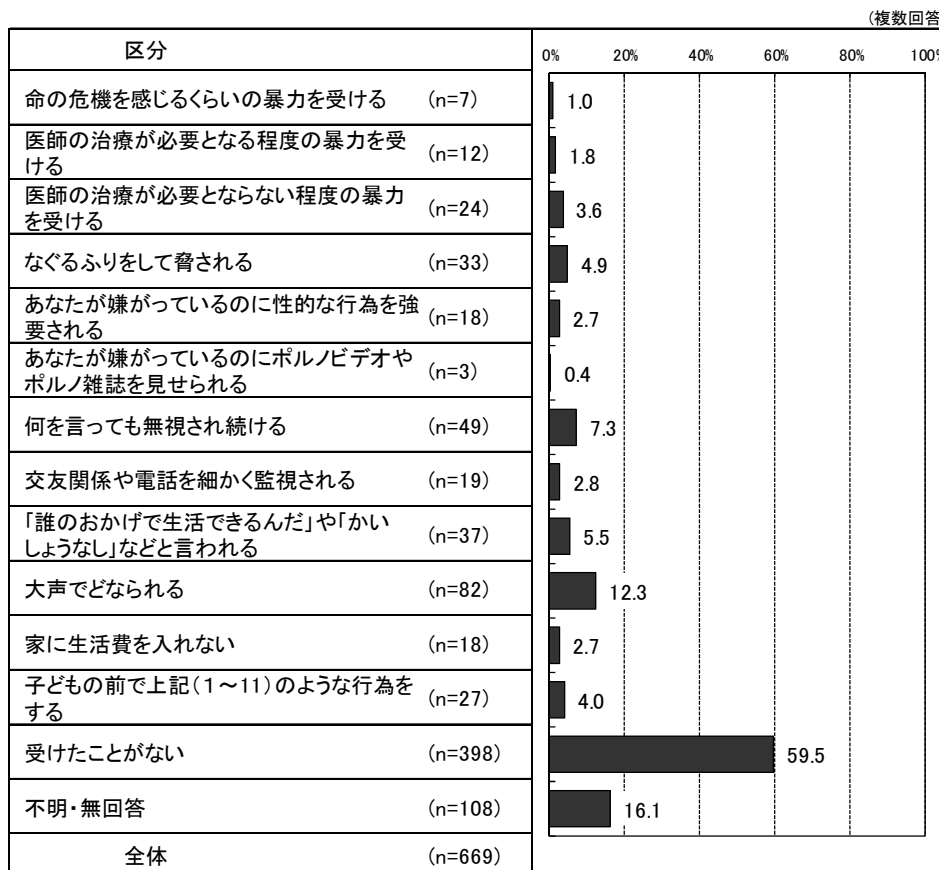 (複数回答
区分
0% 20% 40% 60% 80% 100%
命の危機を感じるくらいの暴力を受ける (n=7) 1.0
医師の治療が必要となる程度の暴力を受
ける (n=12) 1.8
医師の治療が必要とならない程度の暴力
を受ける (n=24) 3.6
なぐるふりをして脅される (n=33) 4.9
あなたが嫌がっているのに性的な行為を強
要される (n=18) 2.7
あなたが嫌がっているのにポルノビデオや
ポルノ雑誌を見せられる (n=3) 0.4
何を言っても無視され続ける (n=49) 7.3
交友関係や電話を細かく監視される (n=19) 2.8
「誰のおかげで生活できるんだ」や「かい
しょうなし」などと言われる (n=37) 5.5
大声でどなられる (n=82) 12.3
家に生活費を入れない (n=18) 2.7
子どもの前で上記(1~11)のような行為を
する (n=27) 4.0
受けたことがない (n=398) 59.5
不明・無回答 (n=108) 16.1
全体 (n=669)